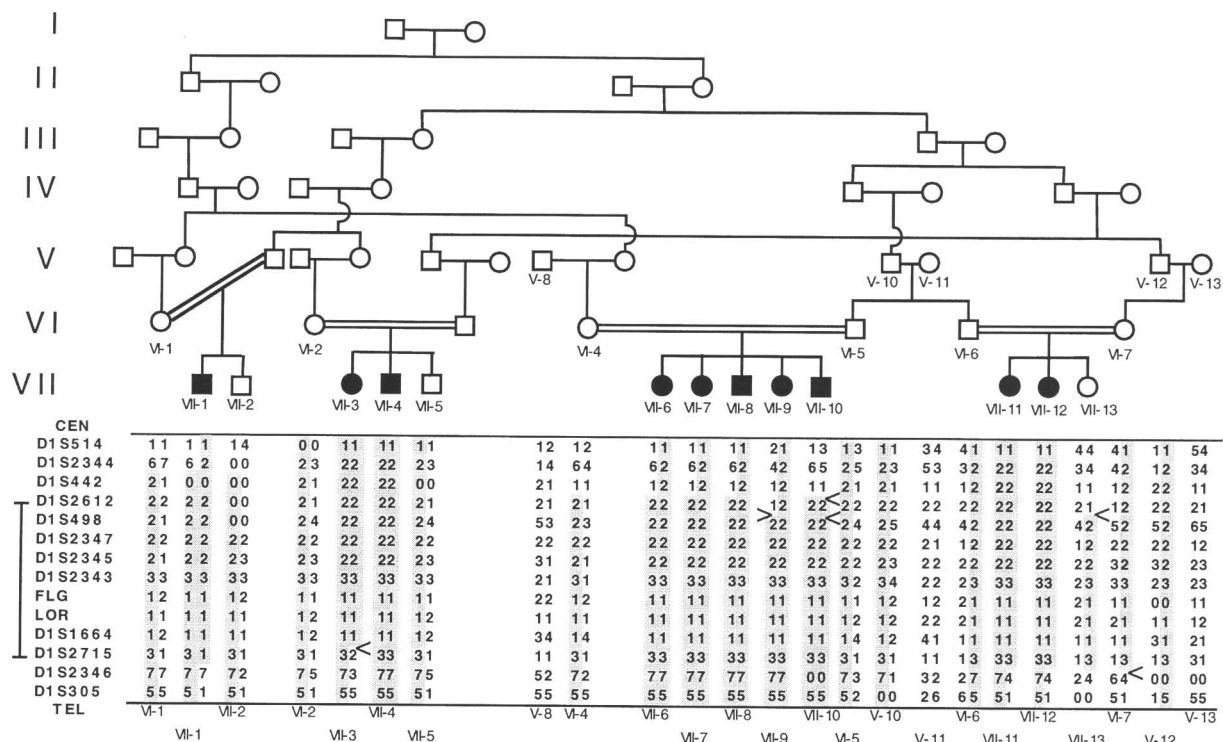 I
II
III
IV
V
V-8 V-10 V-11 V-12 V-13
VI
VI-1 VI-2 VI-4 VI-5 VI-6 VI-7
VII
VII-1 VII-2 VII-3 VII-4 VII-5 VII-6 VII-7 VII-8 VII-9 VII-10 VII-11 VII-12 VII-13
CEN
D1S514 11 11 14 00 11 11 11 12 12 11 11 11 21 13 13 11 34 41 11 11 44 41 11 54
D1S2344 67 62 00 23 22 22 23 14 64 62 62 62 42 65 25 23 53 32 22 22 34 42 12 34
D1S442 21 00 00 21 22 22 00 21 11 12 12 12 12 11 21 21 11 12 22 22 11 12 22 11
D1S2612 22 22 00 21 22 22 21 21 21 22 22 22 12 22< 22 22 22 22 22 22 21 12 22 21
D1S498 21 22 00 24 22 22 24 53 23 22 22 22 > 22 22< 24 25 44 42 22 22 42< 52 52 65
D1S2347 22 22 22 22 22 22 22 22 22 22 22 22 22 22 22 22 21 12 22 22 12 22 22 12
D1S2345 21 22 23 23 22 22 23 31 21 22 22 22 22 22 22 22 22 22 22 22 22 32 32 23
D1S2343 33 33 33 33 33 33 33 21 31 33 33 33 33 33 32 34 22 23 33 33 23 33 23 23
FLG 12 11 12 12 11 11 11 22 12 11 11 11 11 11 11 12 12 21 11 11 21 11 00 11
LOR 11 11 11 12 11 11 12 11 11 11 11 11 11 11 12 12 22 21 11 11 21 21 11 12
D1S1664 12 11 11 12 11 11 12 34 14 11 11 11 11 11 14 12 41 11 11 11 11 11 31 21
D1S2715 31 31 31 31 32< 33 31 11 31 33 33 33 33 33 31 31 11 13 33 33 13 13 13 31
D1S2346 77 77 72 75 73 77 75 52 72 77 77 77 77 00 73 71 32 27 74 74 24 64< 00 00
D1S305 55 51 51 51 55 55 51 55 55 55 55 55 55 55 52 00 26 65 51 51 00 51 15 55
TEL
VI-1 VII-2 VI-2 VII-4 V-8 VI-4 VII-6 VII-8 VII-10 V-10 VI-6 VII-12 VI-7 V-13
VII-1 VII-3 VII-5 VII-7 VII-9 VI-5 V-11 VII-11 VII-13 V-12